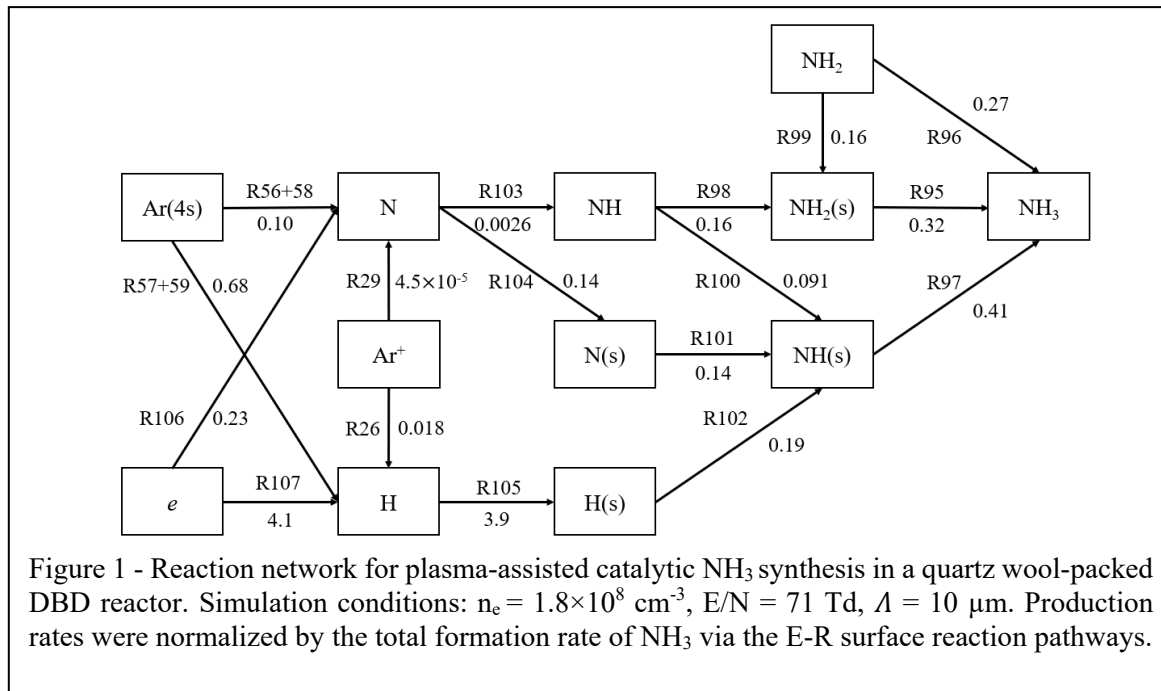 NH₂
0.27
R99
0.16
R96
Ar(4s)
R56+58
0.10
N
R103
0.0026
NH
R98
0.16
NH₂(s)
R95
0.32
NH₃
R57+59
0.68
R29
4.5×10⁻⁵
R104
0.14
R100
0.091
R97
0.41
Ar⁺
N(s)
R101
0.14
NH(s)
R106
0.23
R26
0.018
R102
0.19
e
R107
4.1
H
R105
3.9
H(s)
Figure 1 - Reaction network for plasma-assisted catalytic NH₃ synthesis in a quartz wool-packed
DBD reactor. Simulation conditions: nₑ = 1.8×10⁸ cm⁻³, E/N = 71 Td, Λ = 10 μm. Production
rates were normalized by the total formation rate of NH₃ via the E-R surface reaction pathways.